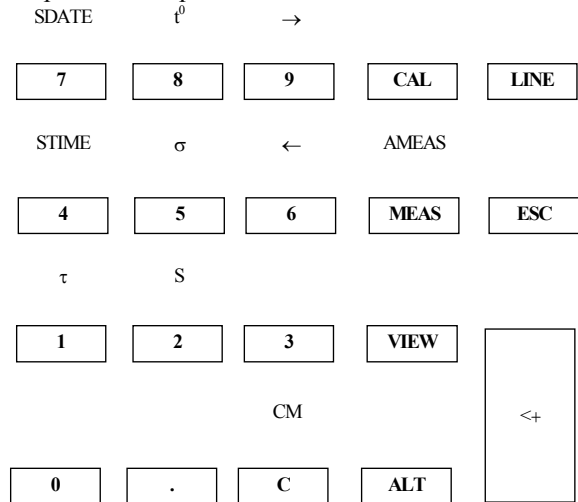 SDATE t⁰ →
7 8 9 CAL LINE
STIME σ ← AMEAS
4 5 6 MEAS ESC
τ S
1 2 3 VIEW
CM <+
0 . C ALT